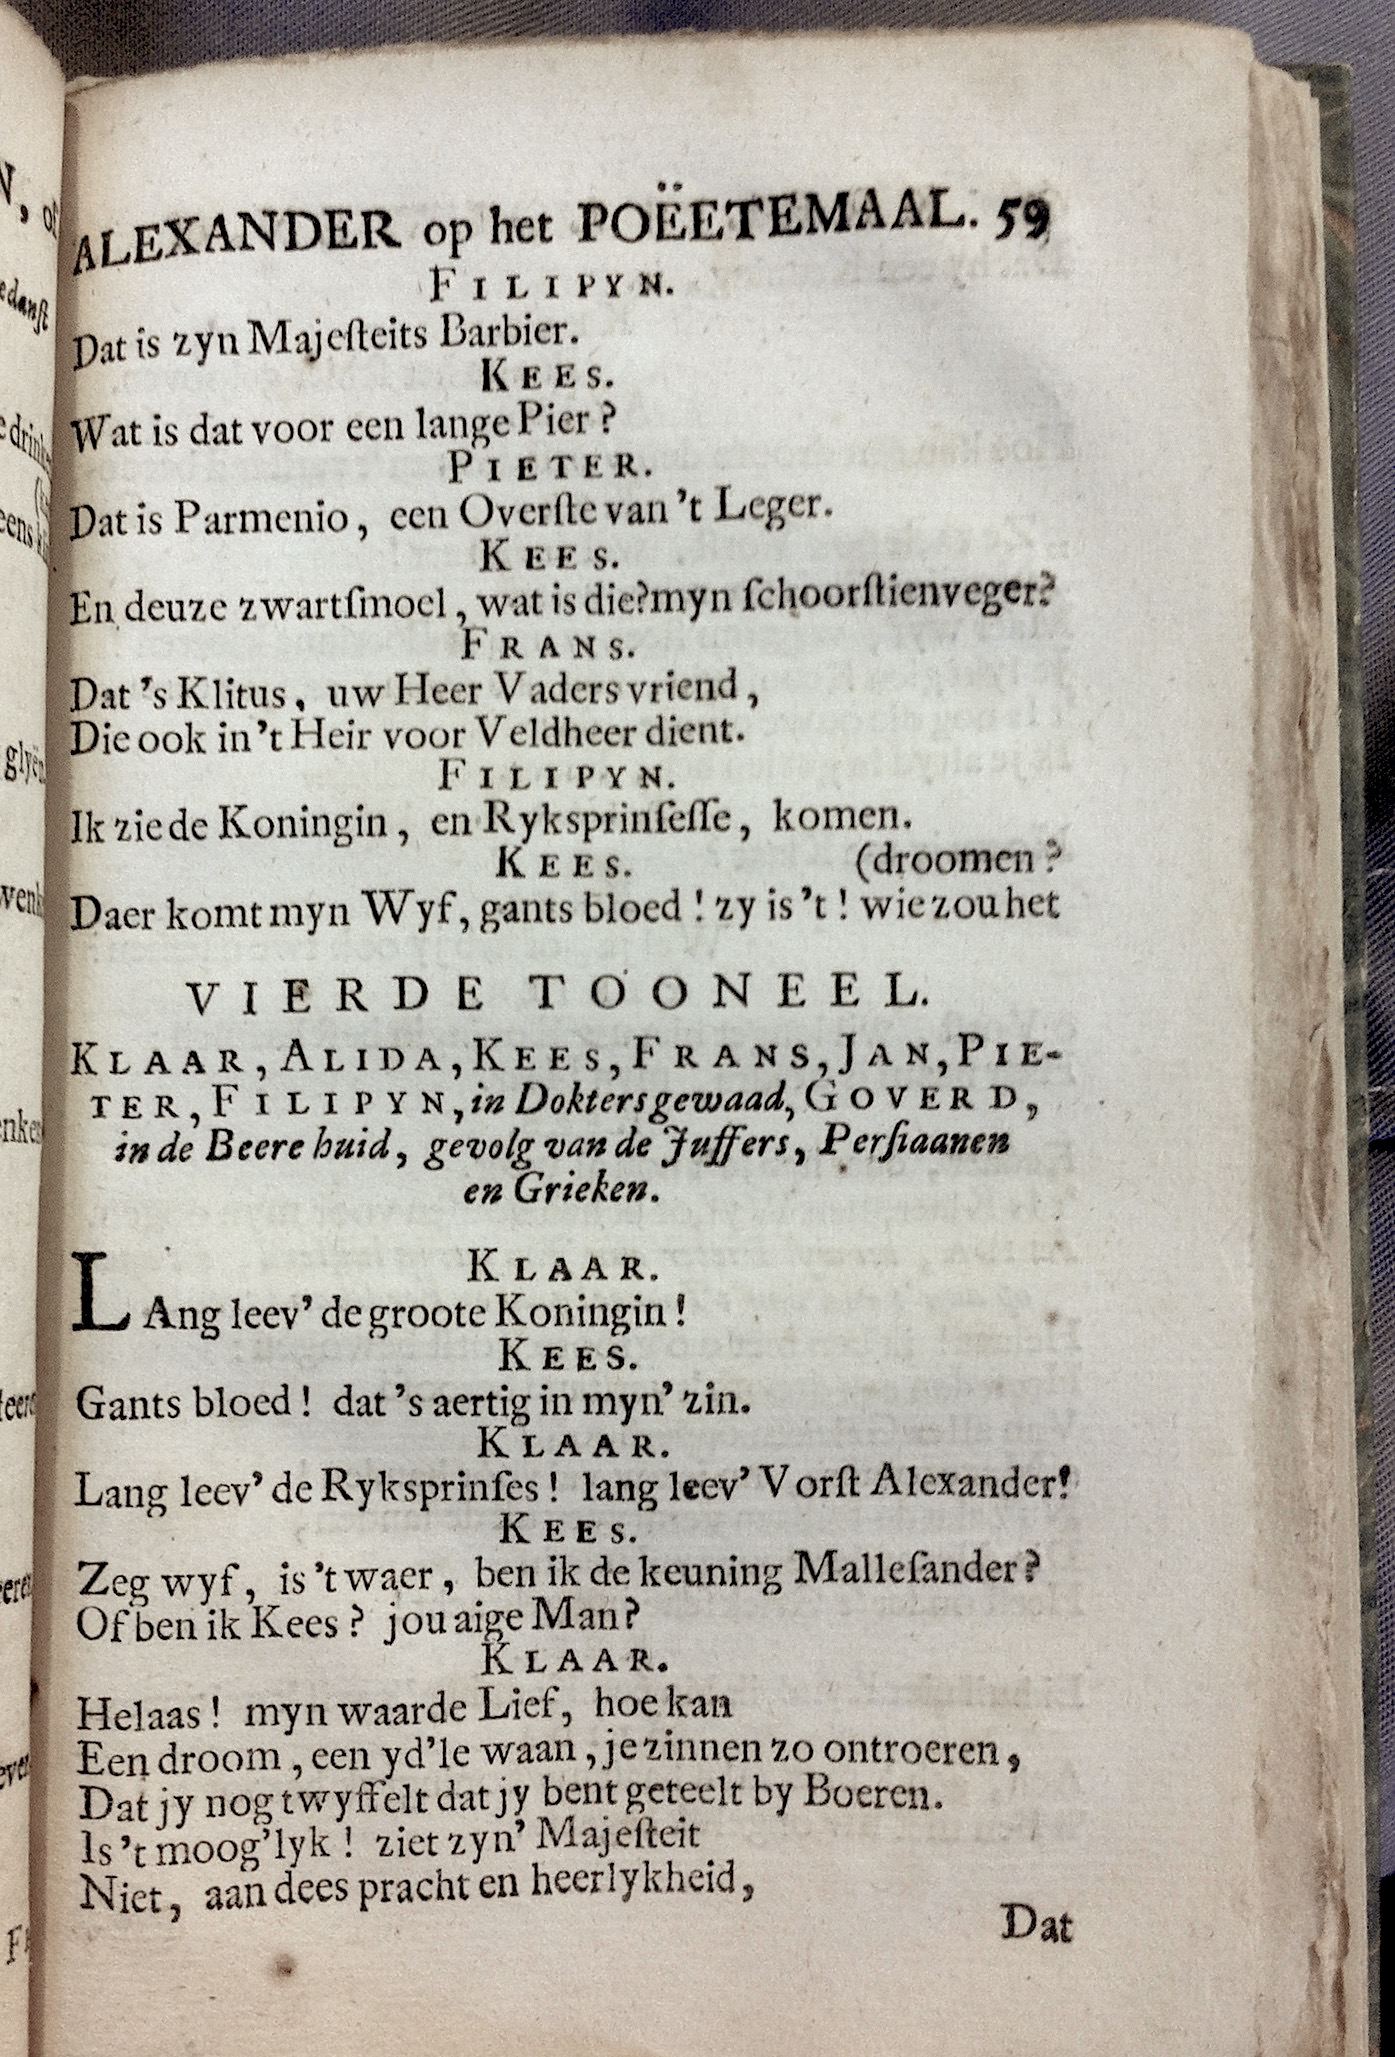 ALEXANDER op het POËETEMAAL. 59
FILIPYN.
Dat is zyn Majeſteits Barbier.
KEES.
Wat is dat voor een lange Pier?
PIETER.
Dat is Parmenio, een Overſte van 't Leger.
KEES.
En deuze zwartſmoel, wat is die? myn ſchoorſtienveger?
FRANS.
Dat 's Klitus, uw Heer Vaders vriend,
Die ook in 't Heir voor Veldheer dient.
FILIPYN.
Ik zie de Koningin, en Ryksprinſeſſe, komen.
KEES. (droomen?
Daer komt myn Wyf, gants bloed! zy is 't! wie zou het
VIERDE TOONEEL.
KLAAR, ALIDA, KEES, FRANS, JAN, PIE-
TER, FILIPYN, in Doktersgewaad, GOVERD,
in de Beere huid, gevolg van de Juffers, Perſiaanen
en Grieken.
KLAAR.
LAng leev' de groote Koningin!
KEES.
Gants bloed! dat 's aertig in myn' zin.
KLAAR.
Lang leev' de Ryksprinſes! lang leev' Vorſt Alexander!
KEES.
Zeg wyf, is 't waer, ben ik de keuning Malleſander?
Of ben ik Kees? jou aige Man?
KLAAR.
Helaas! myn waarde Lief, hoe kan
Een droom, een yd'le waan, je zinnen zo ontroeren,
Dat jy nog twyffelt dat jy bent geteelt by Boeren.
Is 't moog'lyk! ziet zyn' Majeſteit
Niet, aan dees pracht en heerlykheid,
Dat